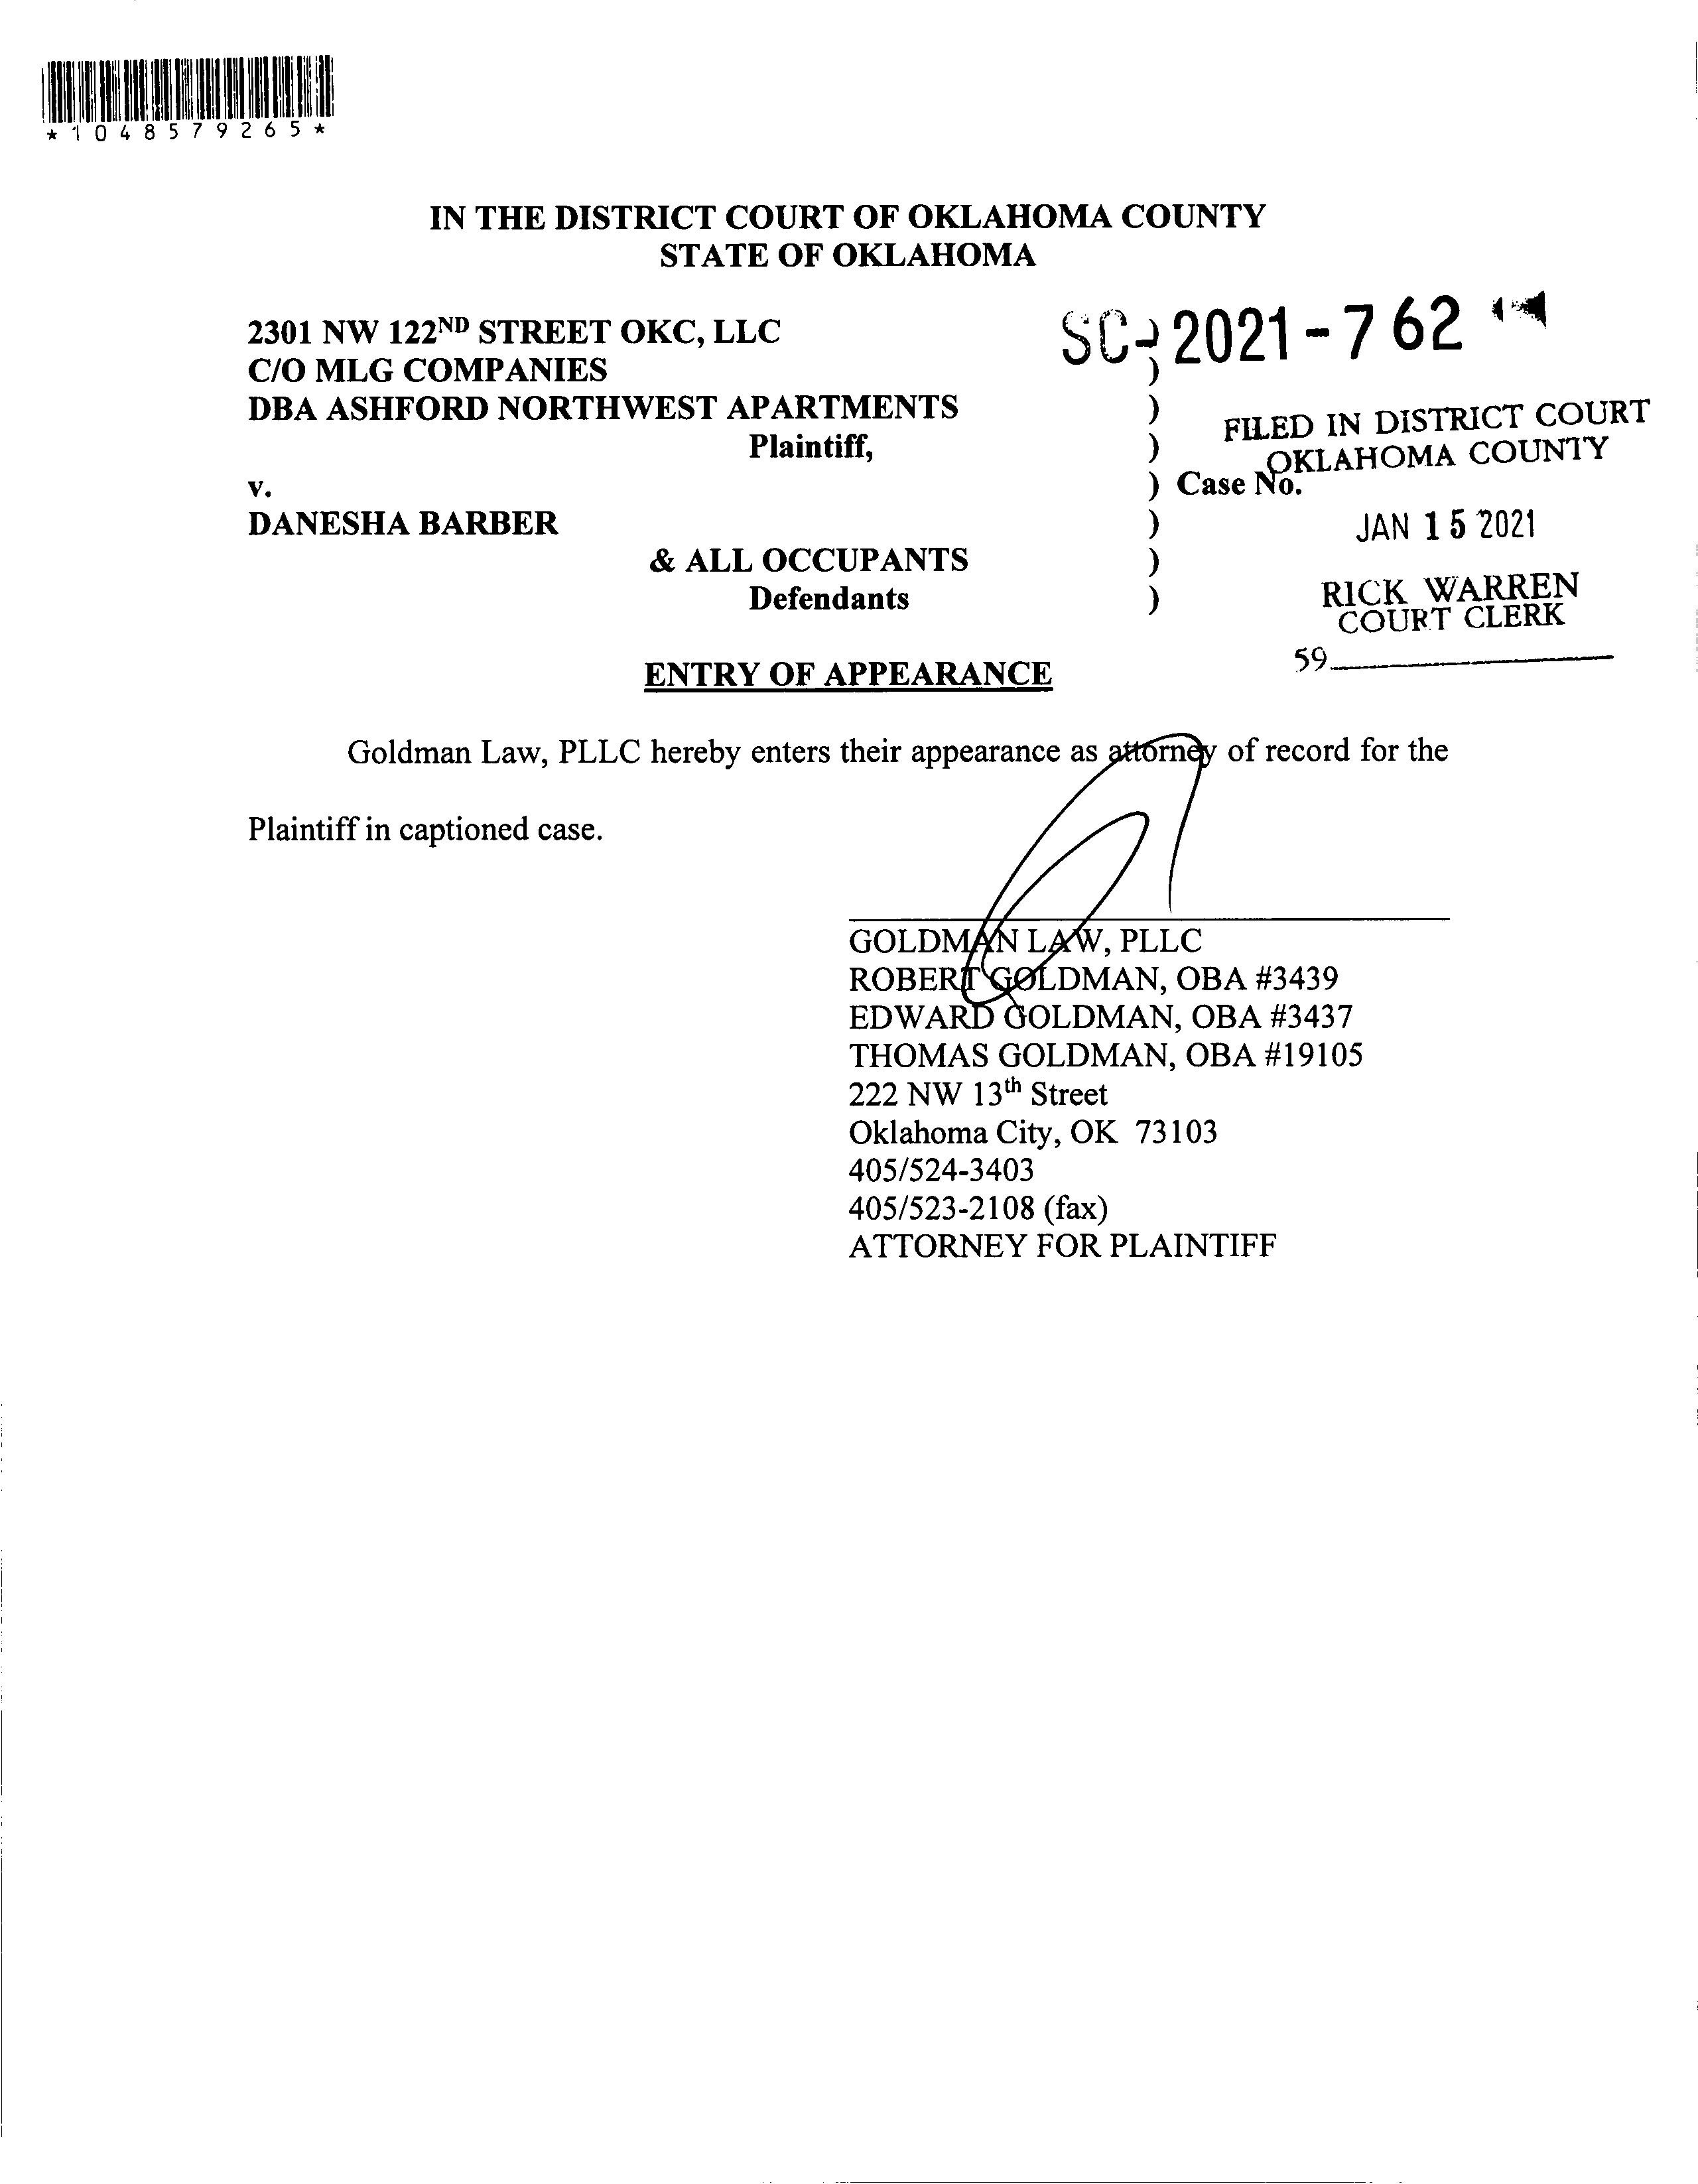 *1048579265*
IN THE DISTRICT COURT OF OKLAHOMA COUNTY
STATE OF OKLAHOMA
2301 NW 122ND STREET OKC, LLC
C/O MLG COMPANIES
DBA ASHFORD NORTHWEST APARTMENTS
Plaintiff,
v.
DANESHA BARBER
& ALL OCCUPANTS
Defendants
)
)
)
)
) Case No.
)
)
)
SC-2021-762
FILED IN DISTRICT COURT
OKLAHOMA COUNTY
JAN 15 2021
RICK WARREN
COURT CLERK
59
ENTRY OF APPEARANCE
Goldman Law, PLLC hereby enters their appearance as attorney of record for the
Plaintiff in captioned case.
GOLDMAN LAW, PLLC
ROBERT GOLDMAN, OBA #3439
EDWARD GOLDMAN, OBA #3437
THOMAS GOLDMAN, OBA #19105
222 NW 13th Street
Oklahoma City, OK 73103
405/524-3403
405/523-2108 (fax)
ATTORNEY FOR PLAINTIFF